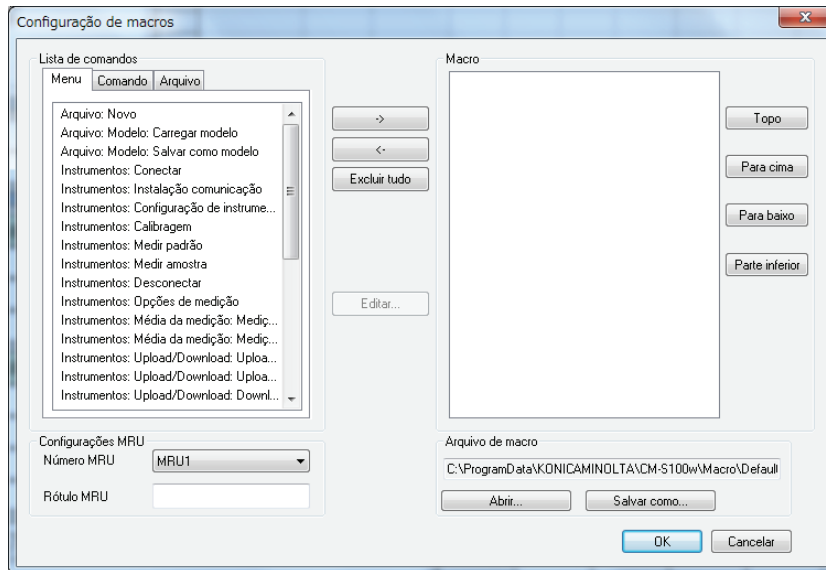 Configuração de macros
x
Lista de comandos
Menu
Comando
Arquivo
Arquivo: Novo
Arquivo: Modelo: Carregar modelo
Arquivo: Modelo: Salvar como modelo
Instrumentos: Conectar
Instrumentos: Instalação comunicação
Instrumentos: Configuração de instrume...
Instrumentos: Calibragem
Instrumentos: Medir padrão
Instrumentos: Medir amostra
Instrumentos: Desconectar
Instrumentos: Opções de medição
Instrumentos: Média da medição: Mediç...
Instrumentos: Média da medição: Mediç...
Instrumentos: Upload/Download: Uploa...
Instrumentos: Upload/Download: Uploa...
Instrumentos: Upload/Download: Downl...
->
<-
Excluir tudo
Editar...
Macro
Topo
Para cima
Para baixo
Parte inferior
Configurações MRU
Número MRU
MRU1
Rótulo MRU
Arquivo de macro
C:\ProgramData\KONICAMINOLTA\CM-S100w\Macro\Default
Abrir...
Salvar como...
OK
Cancelar